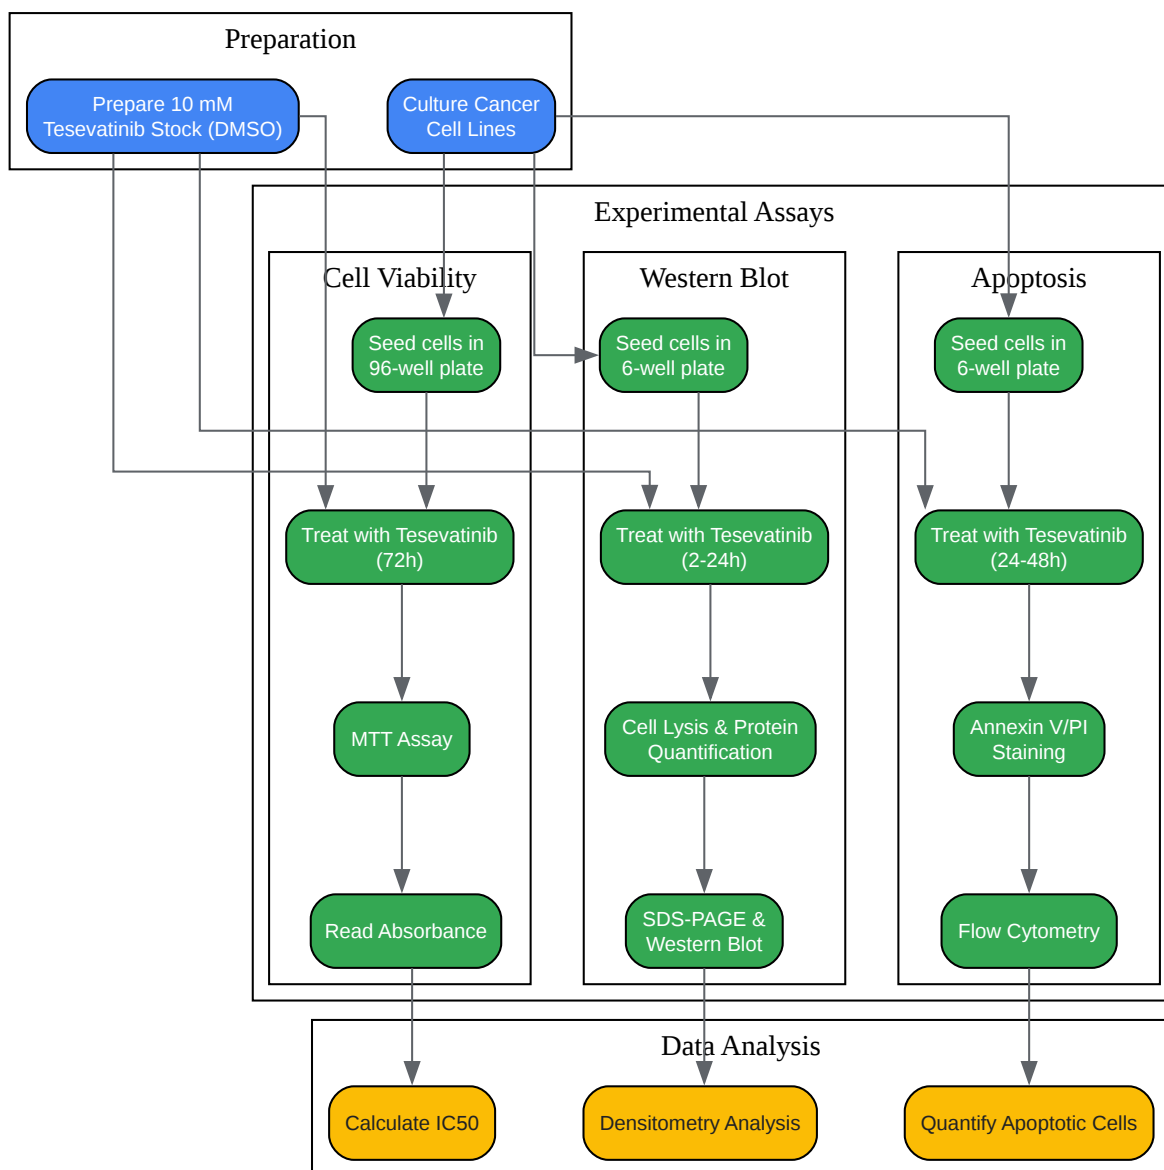 Preparation
Prepare 10 mM
Tesevatinib Stock (DMSO)
Culture Cancer
Cell Lines
Experimental Assays
Cell Viability
Western Blot
Apoptosis
Seed cells in
96-well plate
Seed cells in
6-well plate
Seed cells in
6-well plate
Treat with Tesevatinib
(72h)
Treat with Tesevatinib
(2-24h)
Treat with Tesevatinib
(24-48h)
MTT Assay
Cell Lysis & Protein
Quantification
Annexin V/PI
Staining
Read Absorbance
SDS-PAGE &
Western Blot
Flow Cytometry
Data Analysis
Calculate IC50
Densitometry Analysis
Quantify Apoptotic Cells